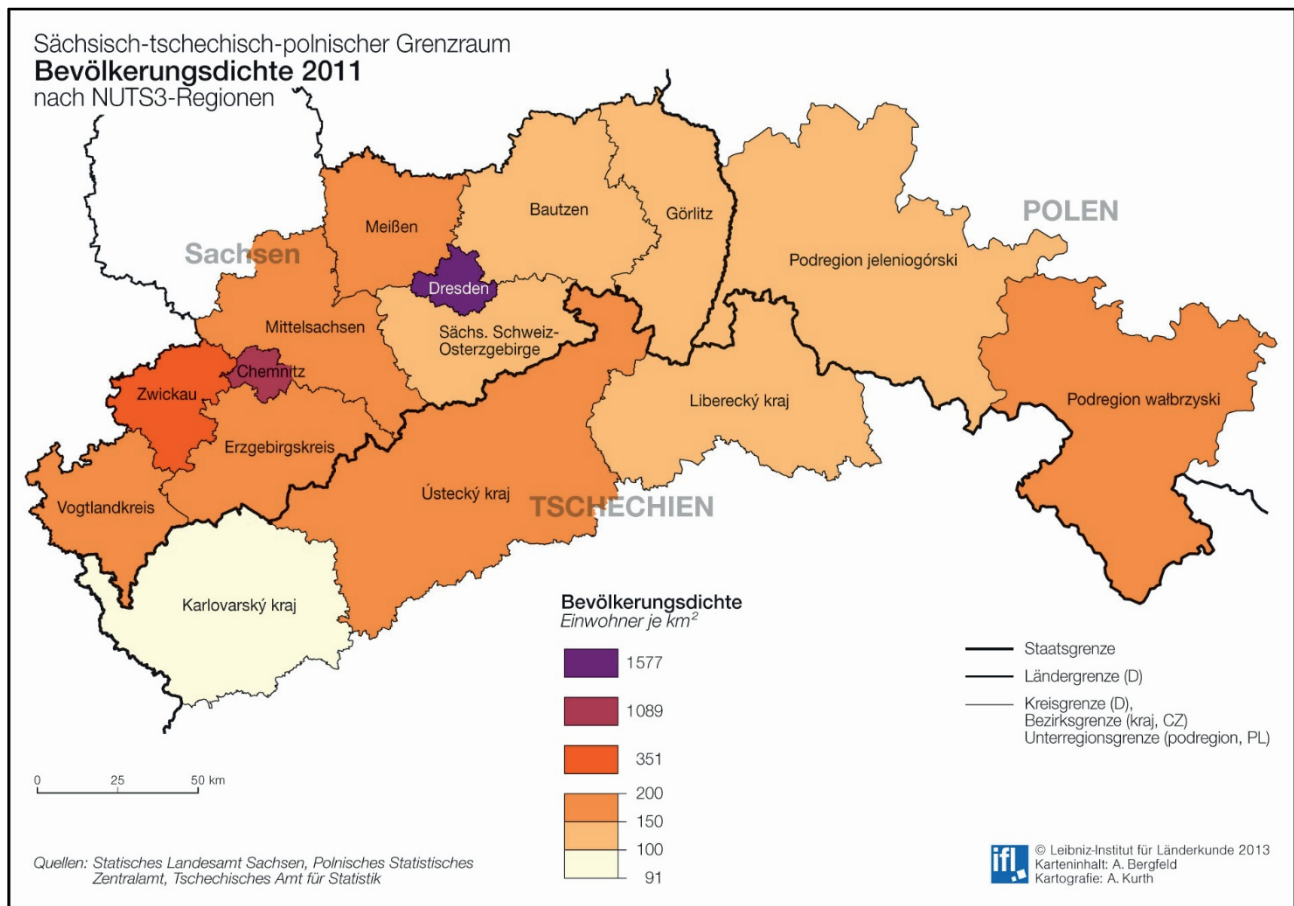 Sächsisch-tschechisch-polnischer Grenzraum
Bevölkerungsdichte 2011
nach NUTS3-Regionen
Bautzen
Görlitz
POLEN
Meißen
Sachsen
Podregion jeleniogórski
Dresden
Mittelsachsen
Sächs. Schweiz-
Osterzgebirge
Chemnitz
Zwickau
Liberecký kraj
Podregion wałbrzyski
Erzgebirgskreis
Ústecký kraj
TSCHECHIEN
Vogtlandkreis
Karlovarský kraj
Bevölkerungsdichte
Einwohner je km²
1577
1089
351
200
150
100
91
Staatsgrenze
Ländergrenze (D)
Kreisgrenze (D),
Bezirksgrenze (kraj, CZ)
Unterregionsgrenze (podregion, PL)
0 25 50 km
Quellen: Statisches Landesamt Sachsen, Polnisches Statistisches
Zentralamt, Tschechisches Amt für Statistik
ifl
© Leibniz-Institut für Länderkunde 2013
Karteninhalt: A. Bergfeld
Kartografie: A. Kurth